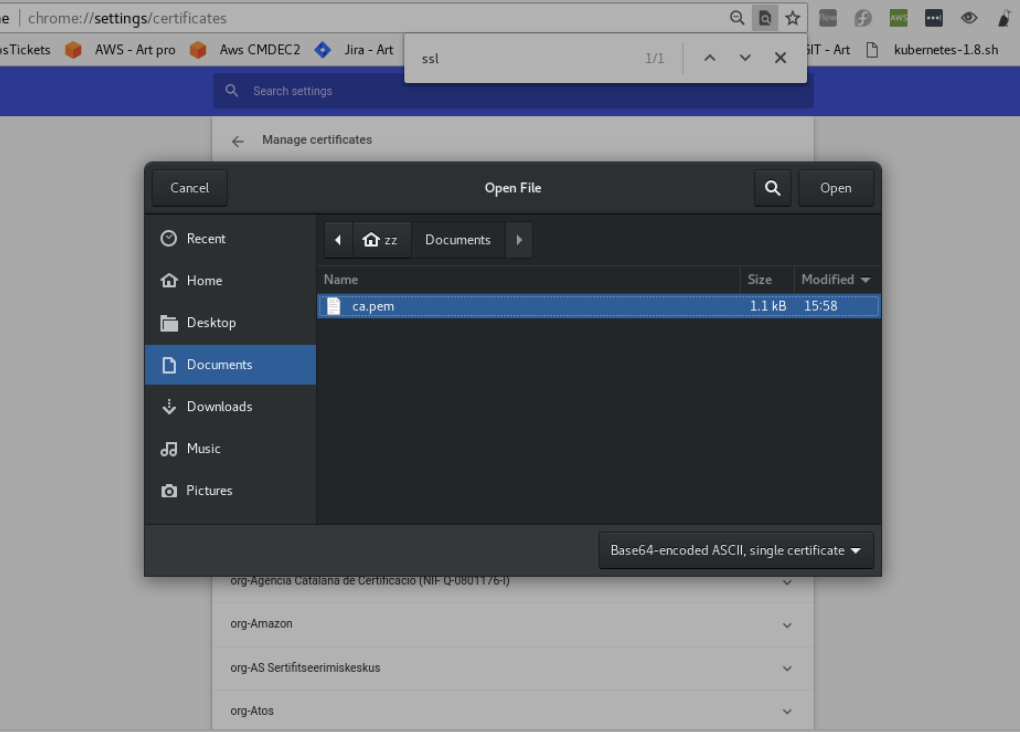 e chrome://settings/certificates
AWS
osTickets AWS - Art pro Aws CMDEC2 Jira - Art GIT - Art kubernetes-1.8.sh
ssl 1/1
Search settings
Manage certificates
Cancel Open File Open
Recent
zz Documents
Home
Name Size Modified
ca.pem 1.1 kB 15:58
Desktop
Documents
Downloads
Music
Pictures
Base64-encoded ASCII, single certificate
org-Agencia Catalana de Certificacio (NIF Q-0801176-I)
org-Amazon
org-AS Sertifitseerimiskeskus
org-Atos